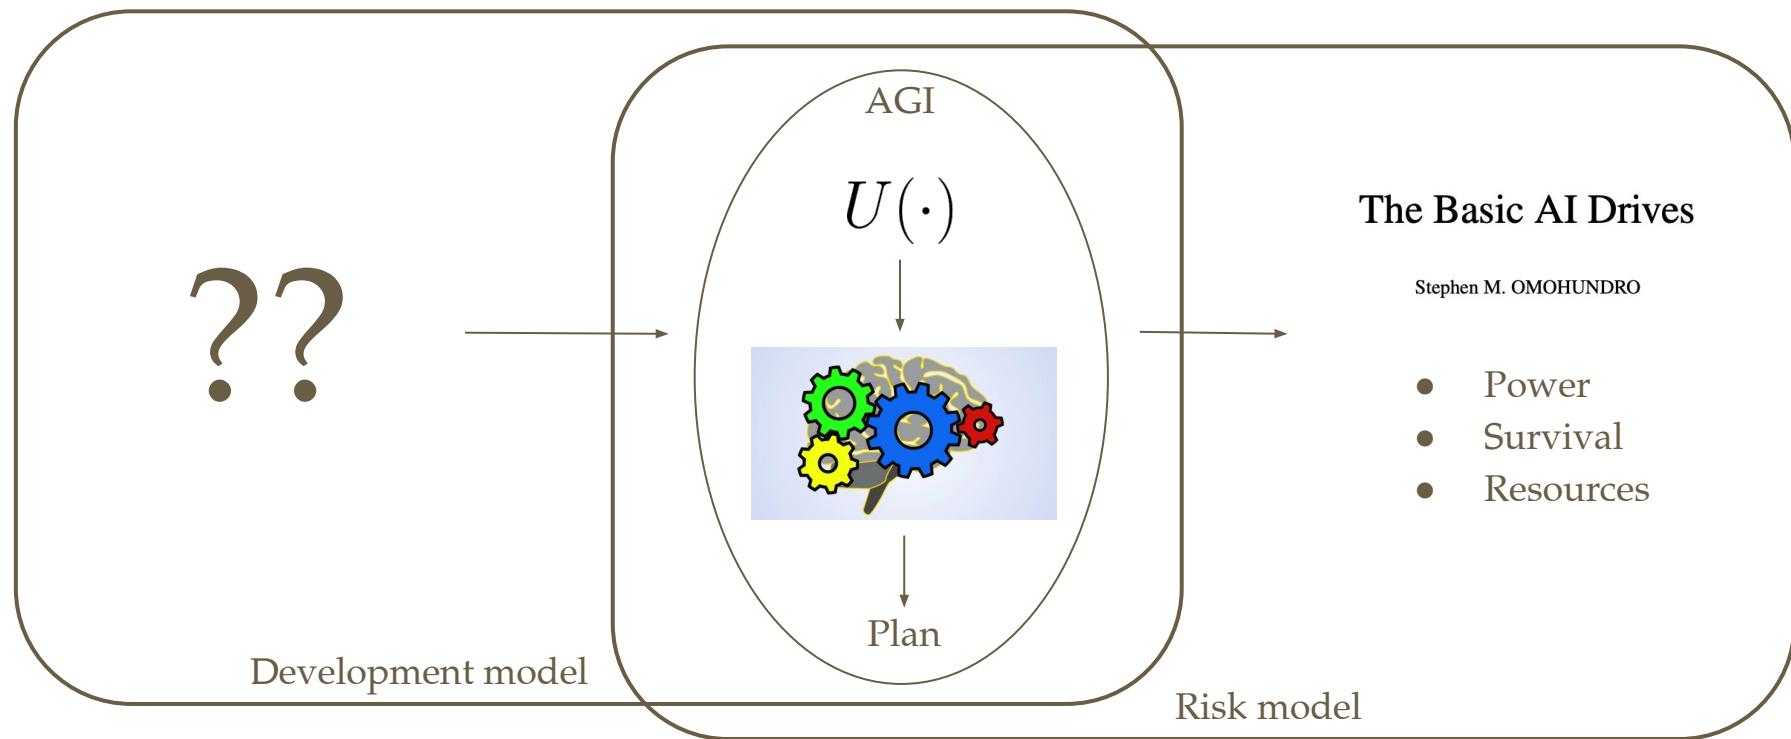 ??
Development model
AGI
U(·)
Plan
The Basic AI Drives
Stephen M. OMOHUNDRO
● Power
● Survival
● Resources
Risk model